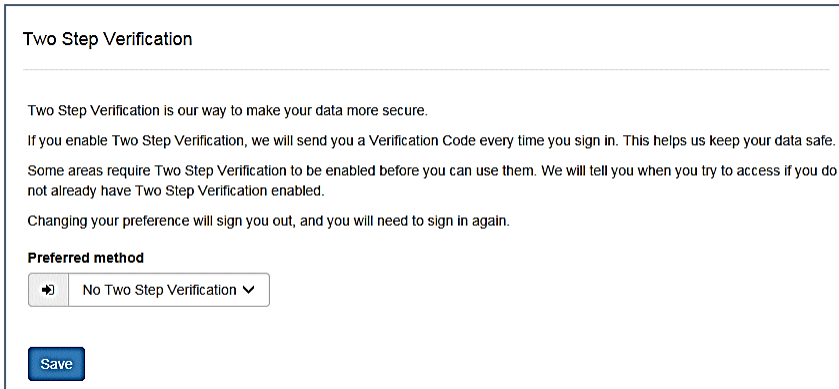 Two Step Verification
Two Step Verification is our way to make your data more secure.
If you enable Two Step Verification, we will send you a Verification Code every time you sign in. This helps us keep your data safe.
Some areas require Two Step Verification to be enabled before you can use them. We will tell you when you try to access if you do
not already have Two Step Verification enabled.
Changing your preference will sign you out, and you will need to sign in again.
Preferred method
No Two Step Verification
Save